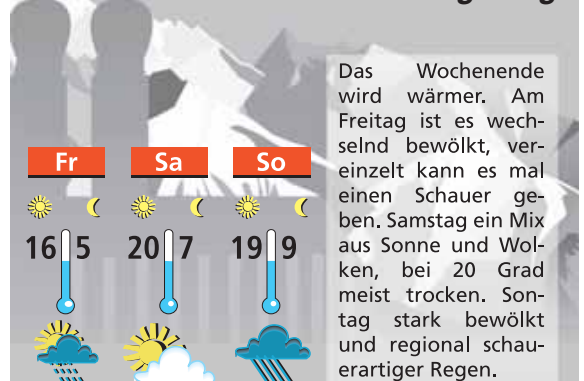 Fr Sa So
16 5 20 7 19 9
Das Wochenende
wird wärmer. Am
Freitag ist es wech-
selnd bewölkt, ver-
einzelt kann es mal
einen Schauer ge-
ben. Samstag ein Mix
aus Sonne und Wol-
ken, bei 20 Grad
meist trocken. Son-
tag stark bewölkt
und regional schau-
erartiger Regen.